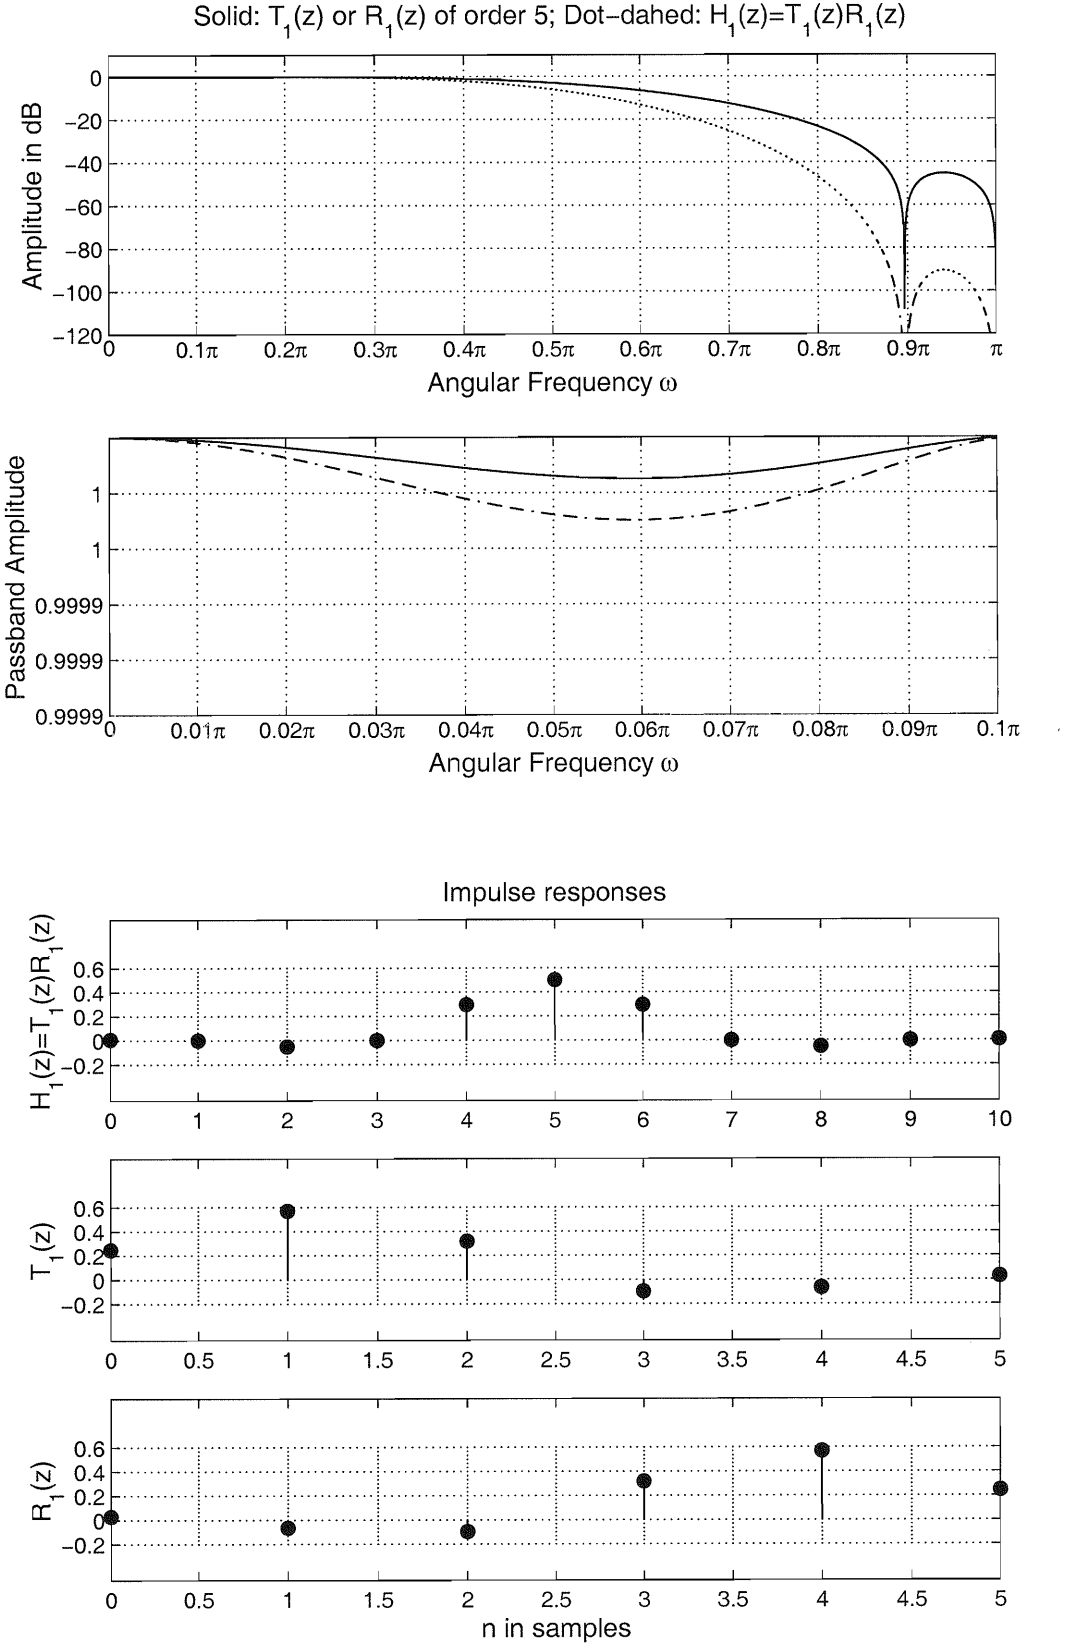 Solid: T1(z) or R1(z) of order 5; Dot−dahed: H1(z)=T1(z)R1(z)
Amplitude in dB
0
−20
−40
−60
−80
−100
−120
0 0.1π 0.2π 0.3π 0.4π 0.5π 0.6π 0.7π 0.8π 0.9π π
Angular Frequency ω
Passband Amplitude
1
1
0.9999
0.9999
0.9999
0 0.01π 0.02π 0.03π 0.04π 0.05π 0.06π 0.07π 0.08π 0.09π 0.1π
Angular Frequency ω
Impulse responses
H1(z)=T1(z)R1(z)
0.6
0.4
0.2
0
−0.2
0 1 2 3 4 5 6 7 8 9 10
T1(z)
0.6
0.4
0.2
0
−0.2
0 0.5 1 1.5 2 2.5 3 3.5 4 4.5 5
R1(z)
0.6
0.4
0.2
0
−0.2
0 0.5 1 1.5 2 2.5 3 3.5 4 4.5 5
n in samples